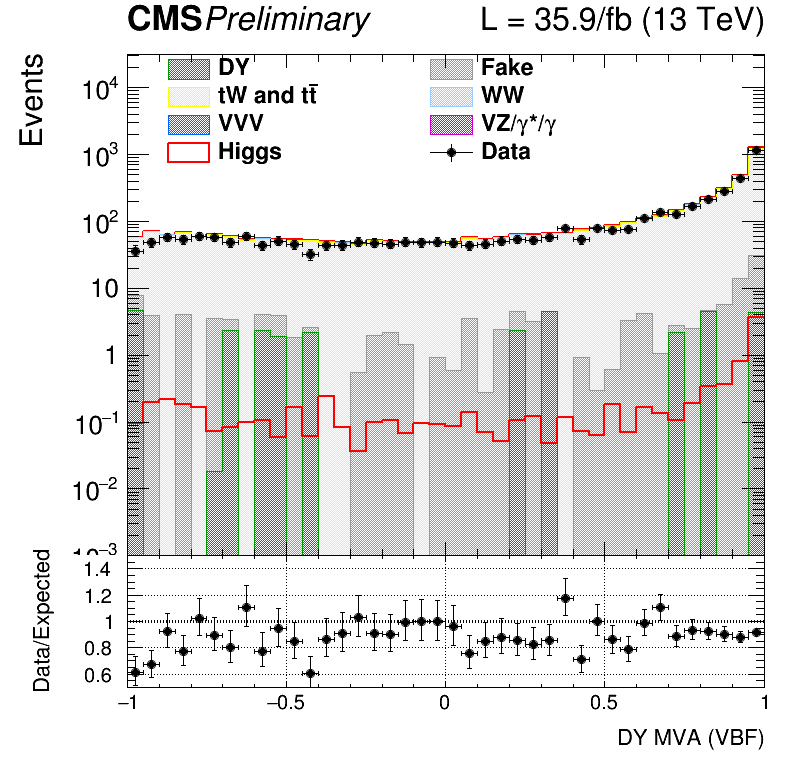 CMS Preliminary L = 35.9/fb (13 TeV)
Events
DY Fake
tW and tt̄ WW
VVV VZ/γ*/γ
Higgs Data
10⁴
10³
10²
10
1
10⁻¹
10⁻²
10⁻³
Data/Expected
1.4
1.2
1
0.8
0.6
−1 −0.5 0 0.5 1
DY MVA (VBF)